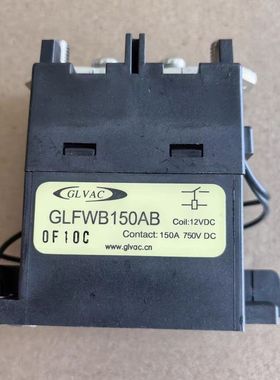 GLVAC
GLFWB150AB
Coil:12VDC
0F10C
Contact: 150A 750V DC
www.glvac.cn